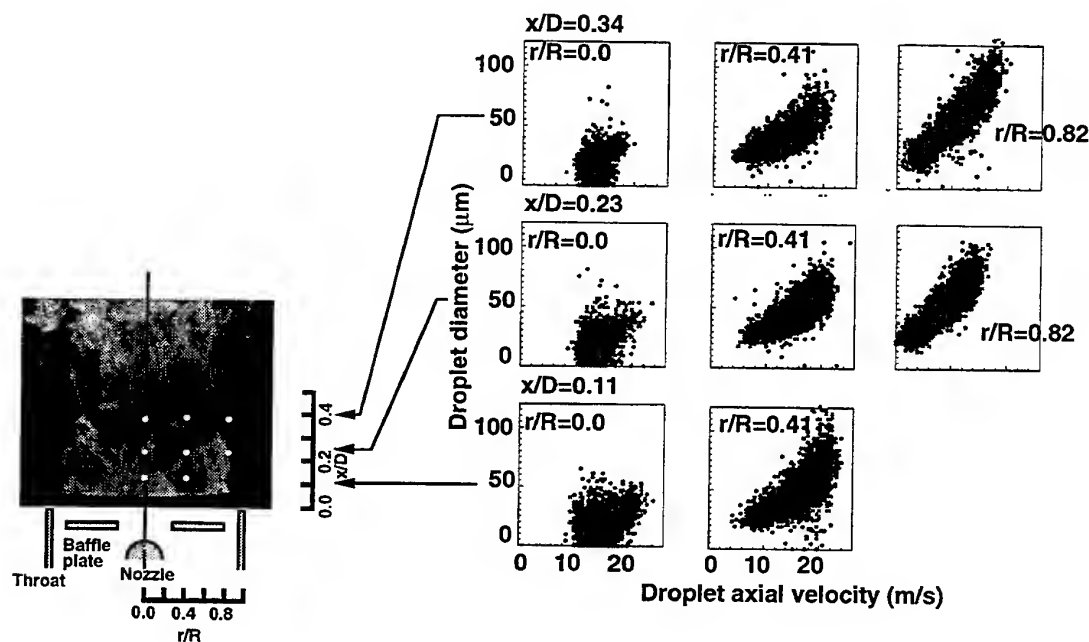 x/D=0.34
r/R=0.0
r/R=0.41
r/R=0.82
100
50
0
x/D=0.23
r/R=0.0
r/R=0.41
r/R=0.82
100
50
0
x/D=0.11
r/R=0.0
r/R=0.41
100
50
0
0 10 20
10 20
Droplet diameter (μm)
Droplet axial velocity (m/s)
0.4
0.2
0.0
x/D
Baffle
plate
Throat
Nozzle
0.0 0.4 0.8
r/R